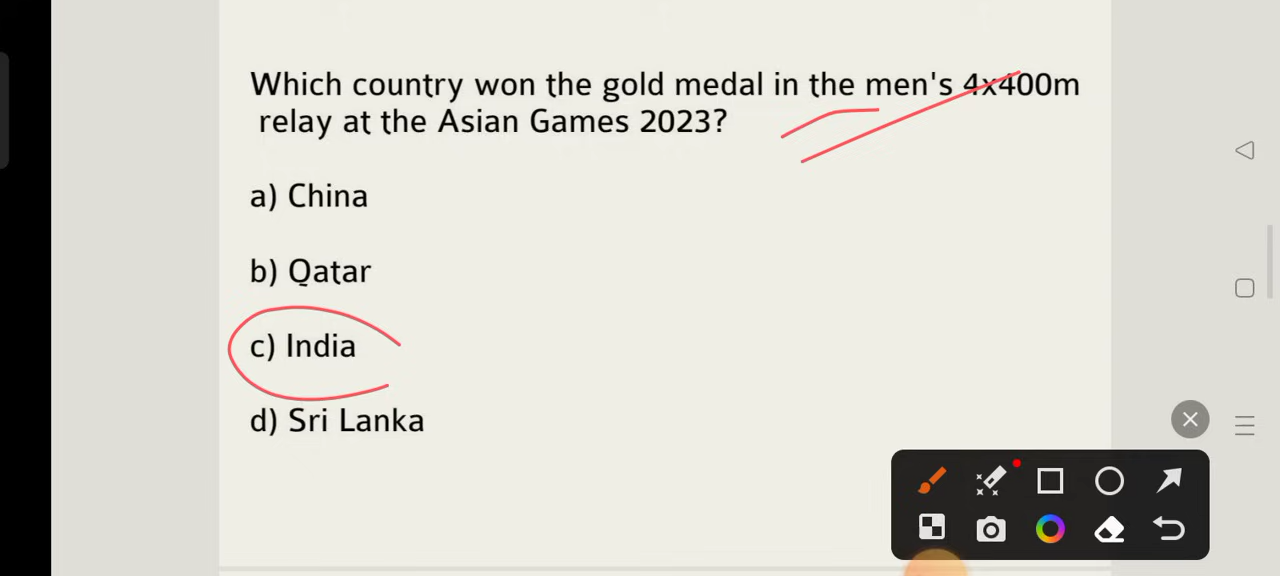 Which country won the gold medal in the men's 4x400m
relay at the Asian Games 2023?
a) China
b) Qatar
c) India
d) Sri Lanka